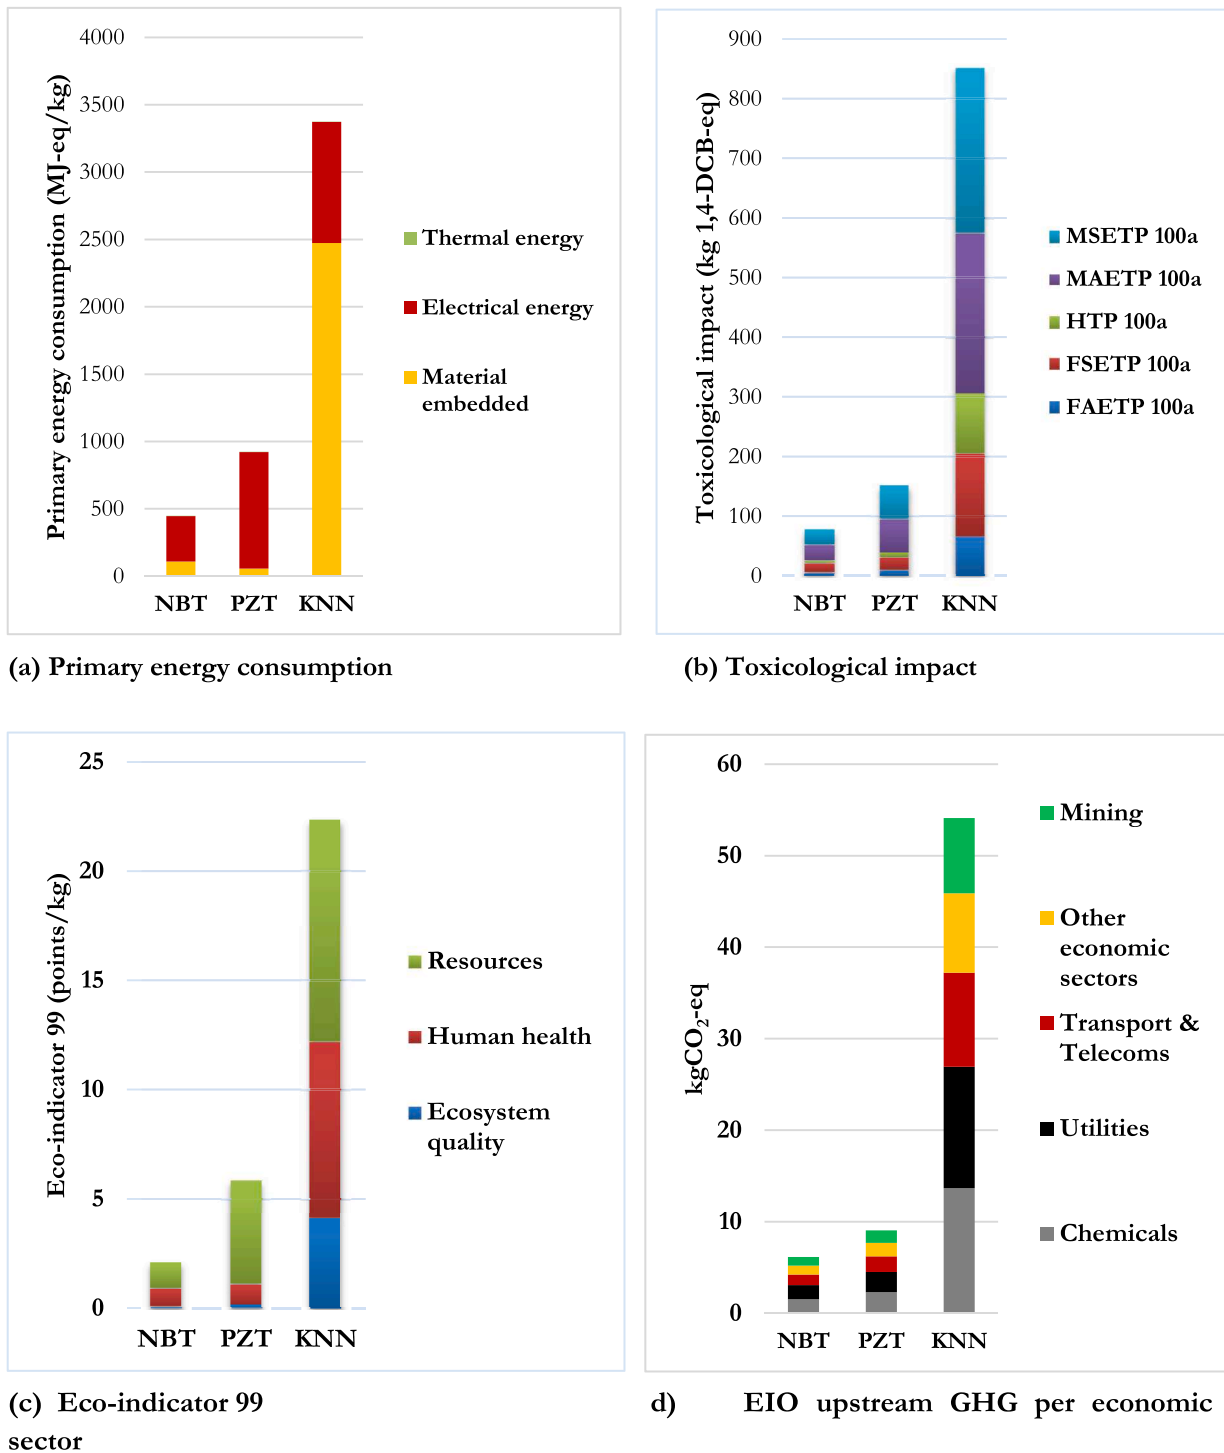 4000
3500
3000
2500
2000
1500
1000
500
0
Primary energy consumption (MJ-eq/kg)
NBT PZT KNN
Thermal energy
Electrical energy
Material
embedded
(a) Primary energy consumption
900
800
700
600
500
400
300
200
100
0
Toxicological impact (kg 1,4-DCB-eq)
NBT PZT KNN
MSETP 100a
MAETP 100a
HTP 100a
FSETP 100a
FAETP 100a
(b) Toxicological impact
25
20
15
10
5
0
Eco-indicator 99 (points/kg)
NBT PZT KNN
Resources
Human health
Ecosystem
quality
(c) Eco-indicator 99
60
50
40
30
20
10
0
kgCO₂-eq
NBT PZT KNN
Mining
Other
economic
sectors
Transport &
Telecoms
Utilities
Chemicals
d) EIO upstream GHG per economic
sector